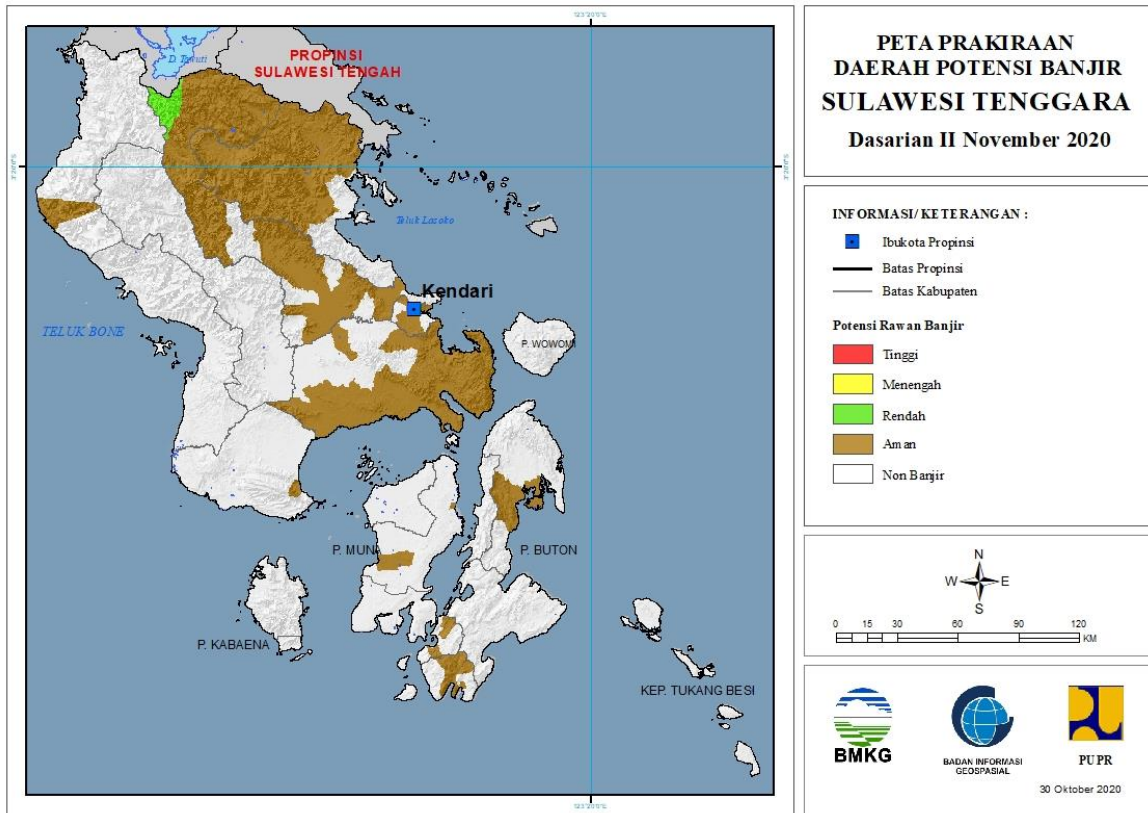 PETA PRAKIRAAN
DAERAH POTENSI BANJIR
SULAWESI TENGGARA
Dasarian II November 2020
INFORMASI/ KETERANGAN :
Ibukota Propinsi
Batas Propinsi
Batas Kabupaten
Potensi Rawan Banjir
Tinggi
Menengah
Rendah
Aman
Non Banjir
N
W E
S
0 15 30 60 90 120
KM
BMKG
BADAN INFORMASI
GEOSPASIAL
PUPR
30 Oktober 2020
PROPINSI
SULAWESI TENGAH
D. Towuti
Teluk Lasolo
Kendari
TELUK BONE
P. WOWONI
P. MUNA
P. BUTON
P. KABAENA
KEP. TUKANG BESI